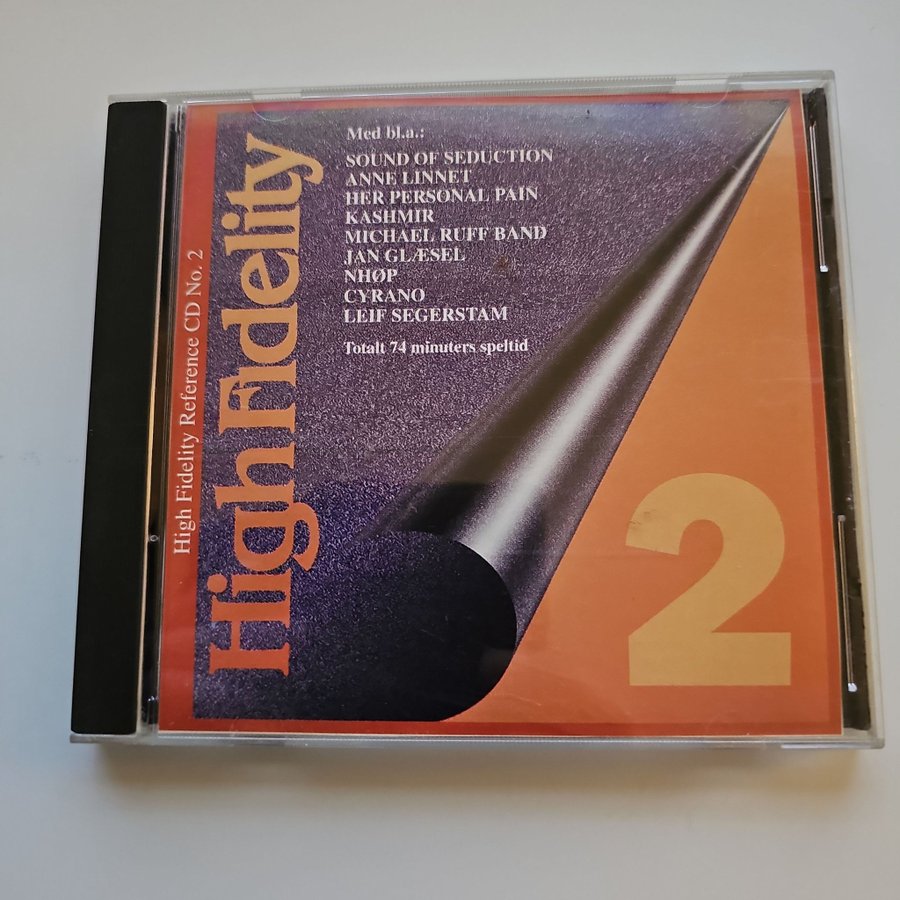 High Fidelity Reference CD No. 2
High Fidelity
Med bl.a.:
SOUND OF SEDUCTION
ANNE LINNET
HER PERSONAL PAIN
KASHMIR
MICHAEL RUFF BAND
JAN GLÆSEL
NHØP
CYRANO
LEIF SEGERSTAM
Totalt 74 minuters speltid
2